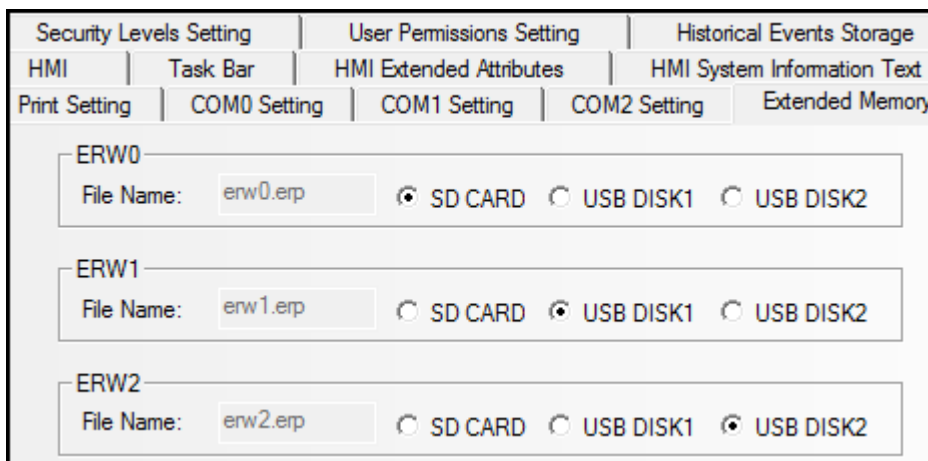 Security Levels Setting User Permissions Setting Historical Events Storage
HMI Task Bar HMI Extended Attributes HMI System Information Text
Print Setting COM0 Setting COM1 Setting COM2 Setting Extended Memory
ERW0
File Name: erw0.erp SD CARD USB DISK1 USB DISK2
ERW1
File Name: erw1.erp SD CARD USB DISK1 USB DISK2
ERW2
File Name: erw2.erp SD CARD USB DISK1 USB DISK2